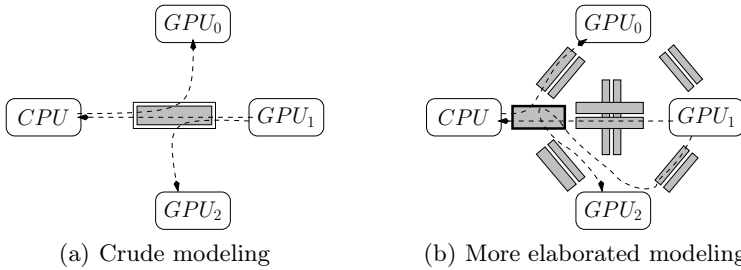 GPU0 GPU0
CPU GPU1 CPU GPU1
GPU2 GPU2
(a) Crude modeling (b) More elaborated modeling